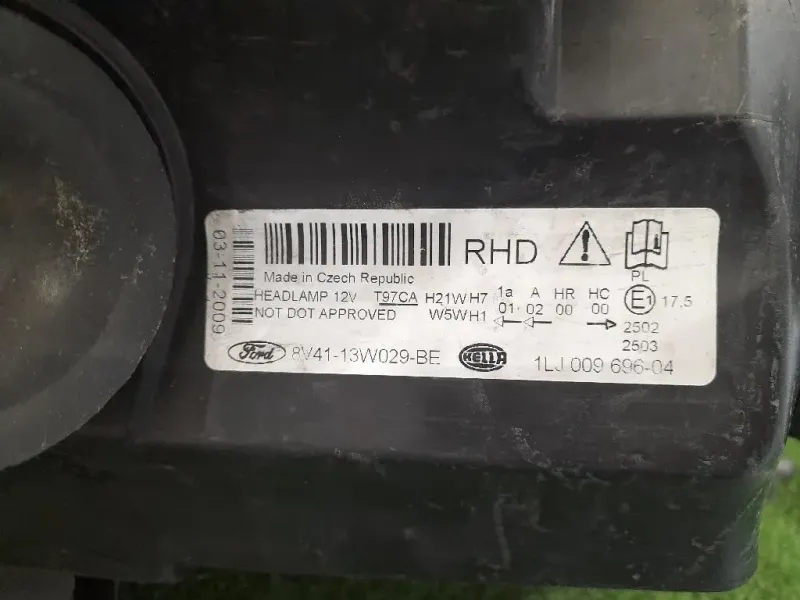 03-11-2009
RHD
Made in Czech Republic
PL
HEADLAMP 12V T97CA H21W H7 1a A HR HC E1 17,5
NOT DOT APPROVED W5W H1 01 02 00 00
← ← → 2502
2503
Ford 8V41-13W029-BE HELLA 1LJ 009 696-04